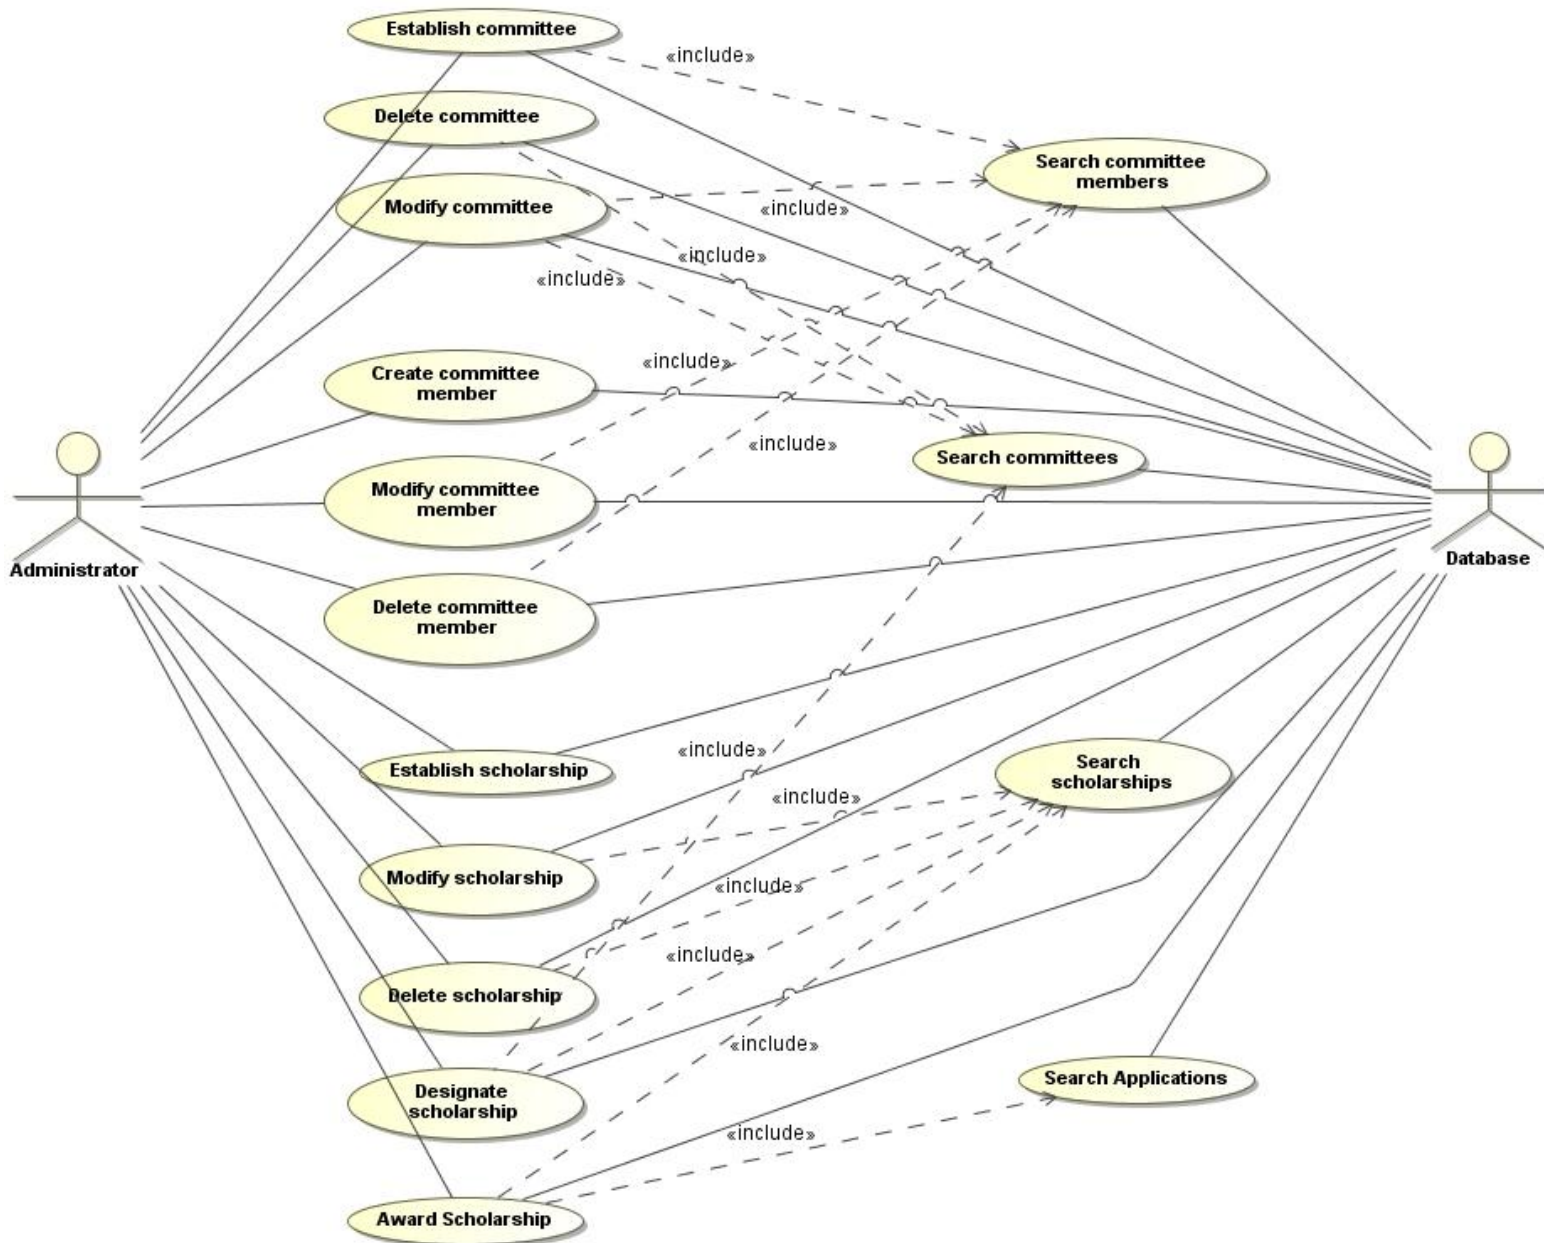 Establish committee
«include»
Delete committee
Search committee
members
Modify committee
«include»
«include»
«include»
Create committee
member
«include»
«include»
Search committees
Modify committee
member
Administrator
Database
Delete committee
member
«include»
Establish scholarship
Search
scholarships
«include»
Modify scholarship
«include»
«include»
Delete scholarship
«include»
Search Applications
Designate
scholarship
«include»
Award Scholarship